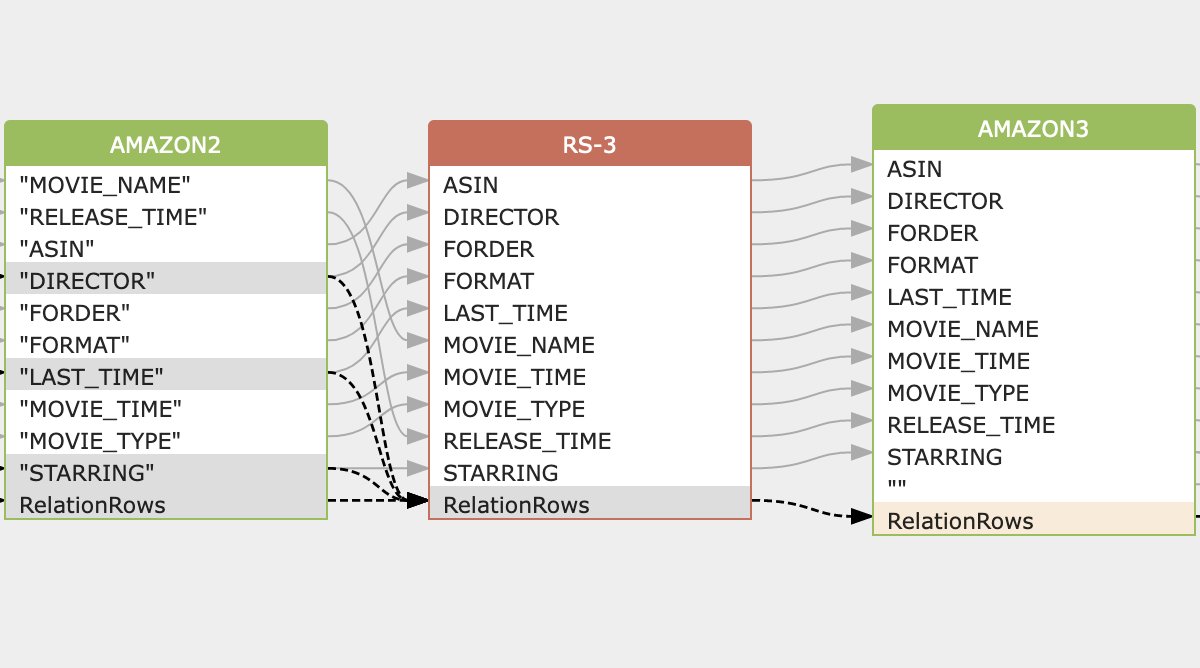 AMAZON2
"MOVIE_NAME"
"RELEASE_TIME"
"ASIN"
"DIRECTOR"
"FORDER"
"FORMAT"
"LAST_TIME"
"MOVIE_TIME"
"MOVIE_TYPE"
"STARRING"
RelationRows
RS-3
ASIN
DIRECTOR
FORDER
FORMAT
LAST_TIME
MOVIE_NAME
MOVIE_TIME
MOVIE_TYPE
RELEASE_TIME
STARRING
RelationRows
AMAZON3
ASIN
DIRECTOR
FORDER
FORMAT
LAST_TIME
MOVIE_NAME
MOVIE_TIME
MOVIE_TYPE
RELEASE_TIME
STARRING
""
RelationRows